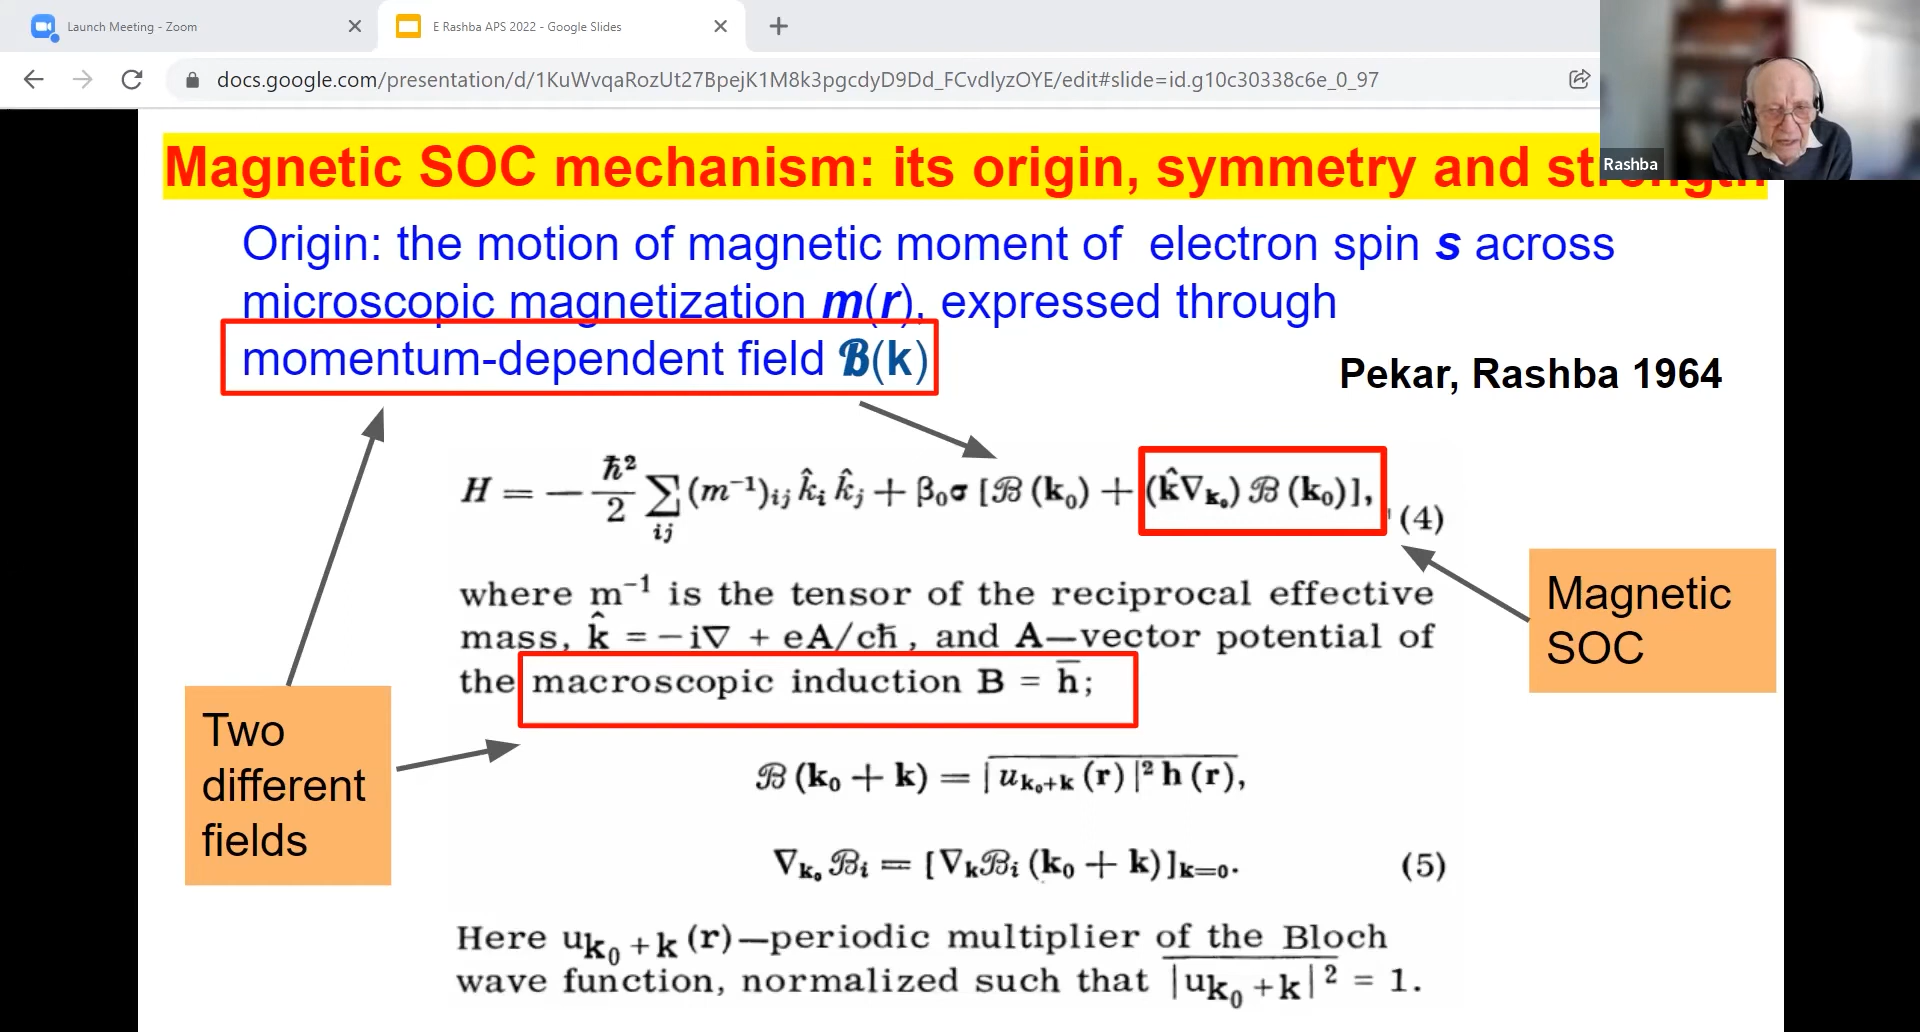 Launch Meeting - Zoom
E Rashba APS 2022 - Google Slides
docs.google.com/presentation/d/1KuWvqaRozUt27BpejK1M8k3pgcdyD9Dd_FCvdlyzOYE/edit#slide=id.g10c30338c6e_0_97
Rashba
Magnetic SOC mechanism: its origin, symmetry and strength
Origin: the motion of magnetic moment of electron spin s across
microscopic magnetization m(r), expressed through
momentum-dependent field ℬ(k)
Pekar, Rashba 1964
H = − ħ²/2 ∑ij (m⁻¹)ij k̂i k̂j + β₀σ [ℬ (k₀) + (k̂∇k₀) ℬ (k₀)], (4)
where m⁻¹ is the tensor of the reciprocal effective
mass, k̂ = −i∇ + eA/cħ, and A—vector potential of
the macroscopic induction B = h̅;
Magnetic
SOC
Two
different
fields
ℬ (k₀ + k) = |uk₀+k (r)|² h (r),
∇k₀ ℬi = [∇kℬi (k₀ + k)]k=0. (5)
Here uk₀+k (r)—periodic multiplier of the Bloch
wave function, normalized such that |uk₀+k|² = 1.